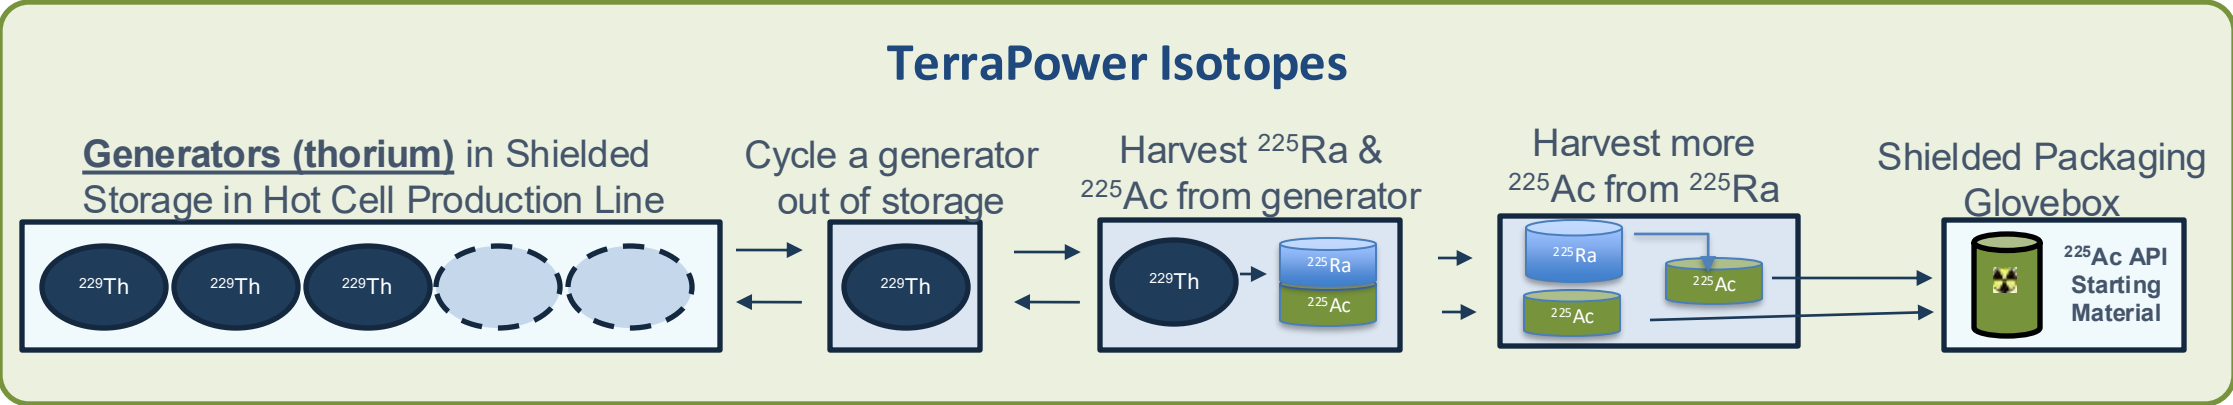 TerraPower Isotopes
Generators (thorium) in Shielded
Storage in Hot Cell Production Line
Cycle a generator
out of storage
Harvest ²²⁵Ra &
²²⁵Ac from generator
Harvest more
²²⁵Ac from ²²⁵Ra
Shielded Packaging
Glovebox
²²⁹Th
²²⁹Th
²²⁹Th
²²⁹Th
²²⁹Th
²²⁵Ra
²²⁵Ac
²²⁵Ra
²²⁵Ac
²²⁵Ac
²²⁵Ac API
Starting
Material